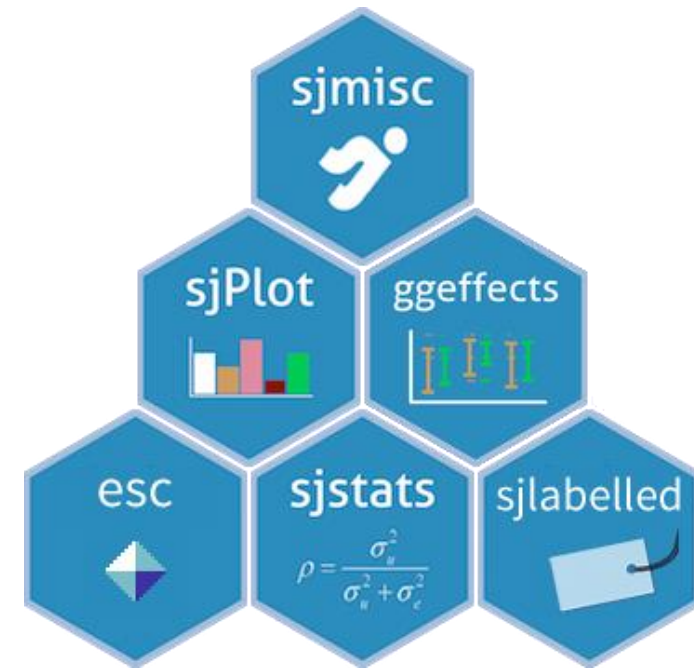 sjmisc
sjPlot
ggeffects
esc
sjstats
sjlabelled
ρ = σ²ᵤ / (σ²ᵤ + σ²ₑ)